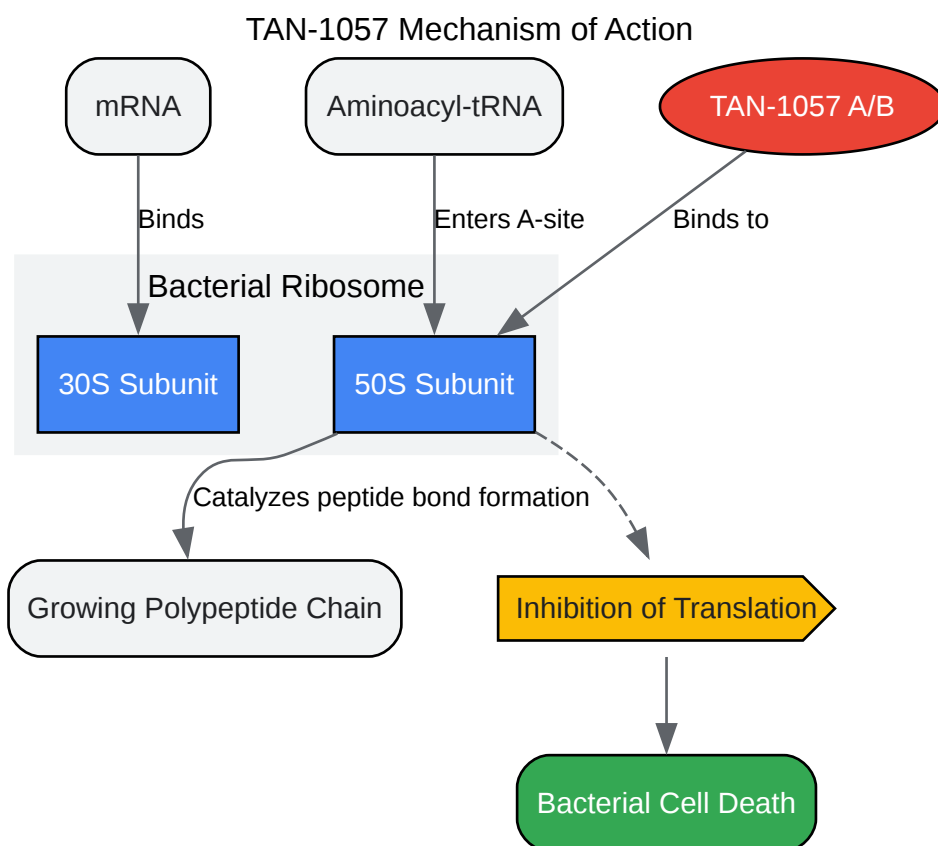 TAN-1057 Mechanism of Action
mRNA
Aminoacyl-tRNA
TAN-1057 A/B
Binds
Enters A-site
Binds to
Bacterial Ribosome
30S Subunit
50S Subunit
Catalyzes peptide bond formation
Growing Polypeptide Chain
Inhibition of Translation
Bacterial Cell Death